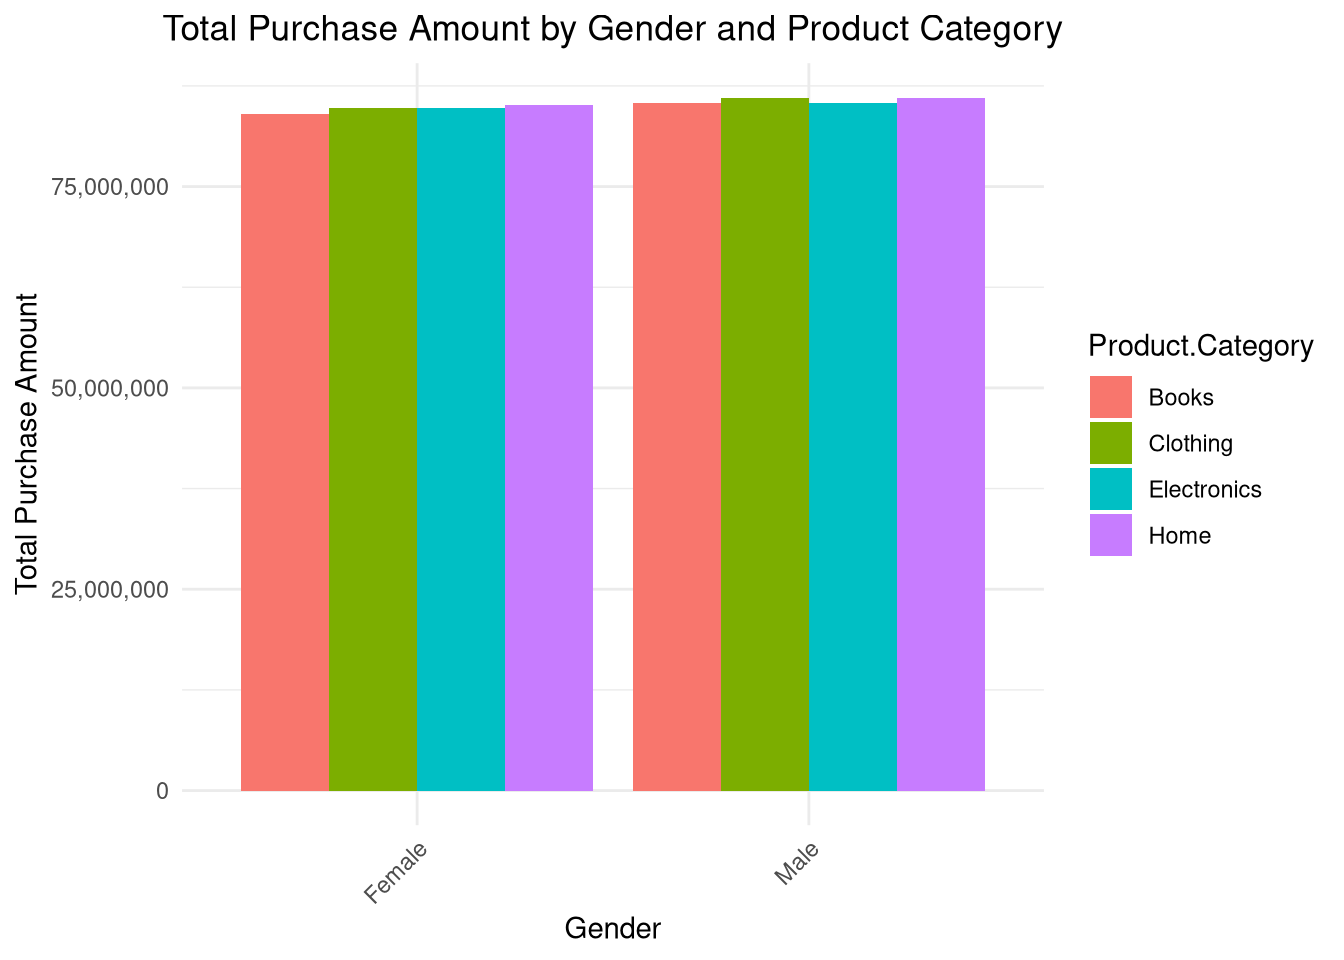 Total Purchase Amount by Gender and Product Category
Total Purchase Amount
75,000,000
50,000,000
25,000,000
0
Female
Male
Gender
Product.Category
Books
Clothing
Electronics
Home